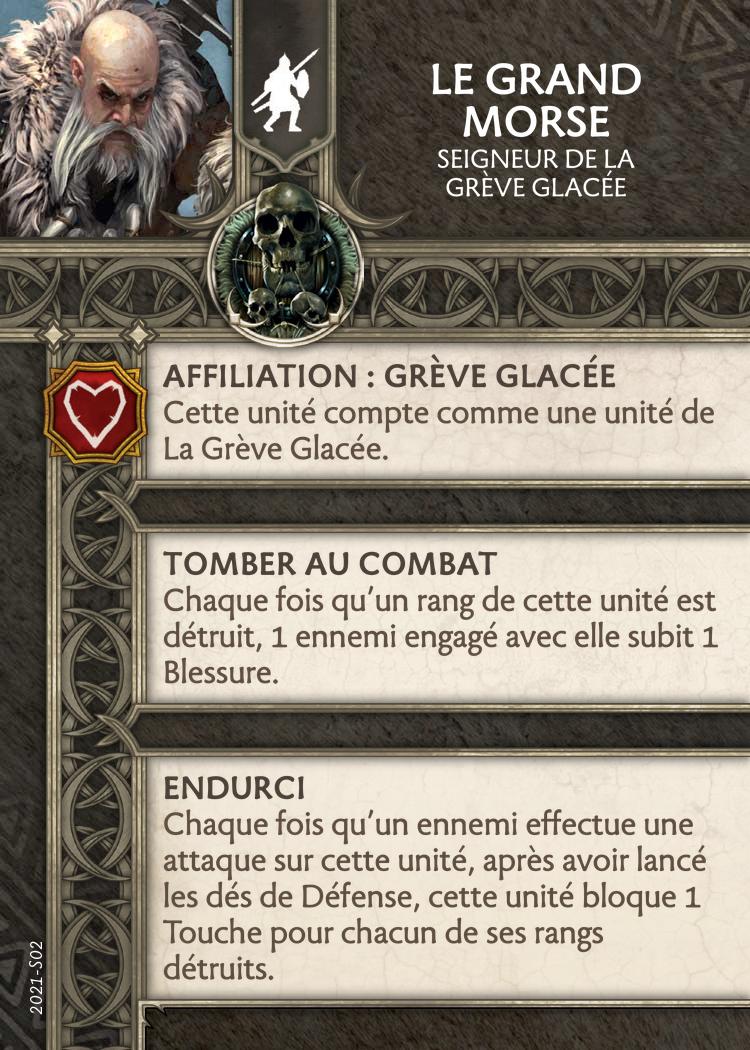 LE GRAND
MORSE
SEIGNEUR DE LA
GRÈVE GLACÉE
AFFILIATION : GRÈVE GLACÉE
Cette unité compte comme une unité de
La Grève Glacée.
TOMBER AU COMBAT
Chaque fois qu'un rang de cette unité est
détruit, 1 ennemi engagé avec elle subit 1
Blessure.
ENDURCI
Chaque fois qu'un ennemi effectue une
attaque sur cette unité, après avoir lancé
les dés de Défense, cette unité bloque 1
Touche pour chacun de ses rangs
détruits.
2021-S02